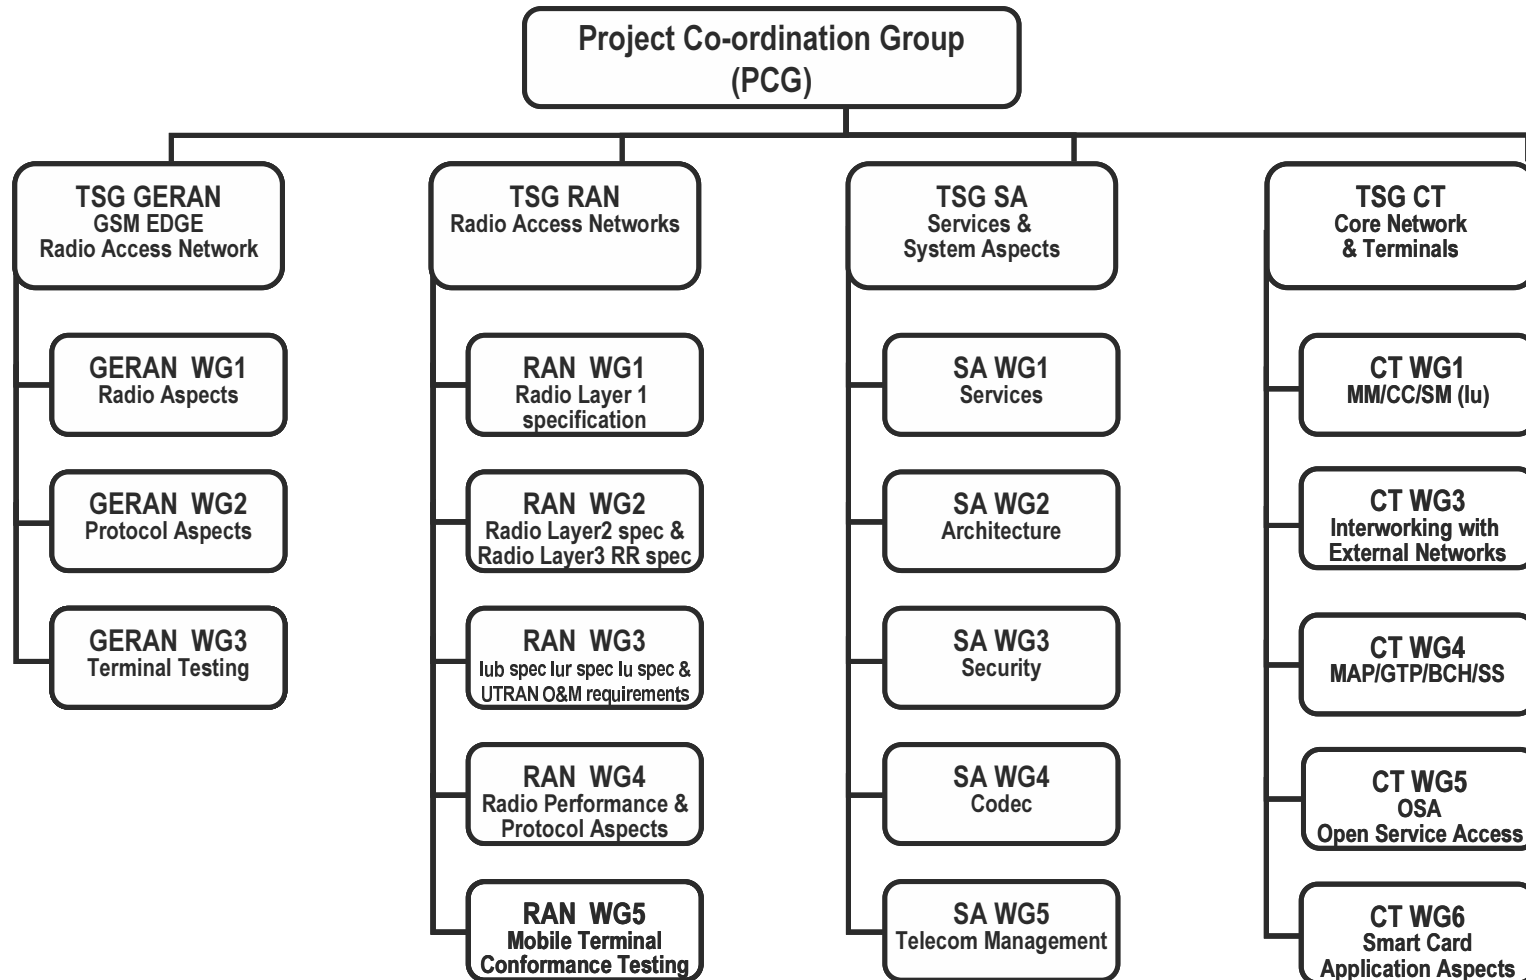 Project Co-ordination Group
(PCG)
TSG GERAN
GSM EDGE
Radio Access Network
GERAN WG1
Radio Aspects
GERAN WG2
Protocol Aspects
GERAN WG3
Terminal Testing
TSG RAN
Radio Access Networks
RAN WG1
Radio Layer 1
specification
RAN WG2
Radio Layer2 spec &
Radio Layer3 RR spec
RAN WG3
Iub spec Iur spec Iu spec &
UTRAN O&M requirements
RAN WG4
Radio Performance &
Protocol Aspects
RAN WG5
Mobile Terminal
Conformance Testing
TSG SA
Services &
System Aspects
SA WG1
Services
SA WG2
Architecture
SA WG3
Security
SA WG4
Codec
SA WG5
Telecom Management
TSG CT
Core Network
& Terminals
CT WG1
MM/CC/SM (Iu)
CT WG3
Interworking with
External Networks
CT WG4
MAP/GTP/BCH/SS
CT WG5
OSA
Open Service Access
CT WG6
Smart Card
Application Aspects